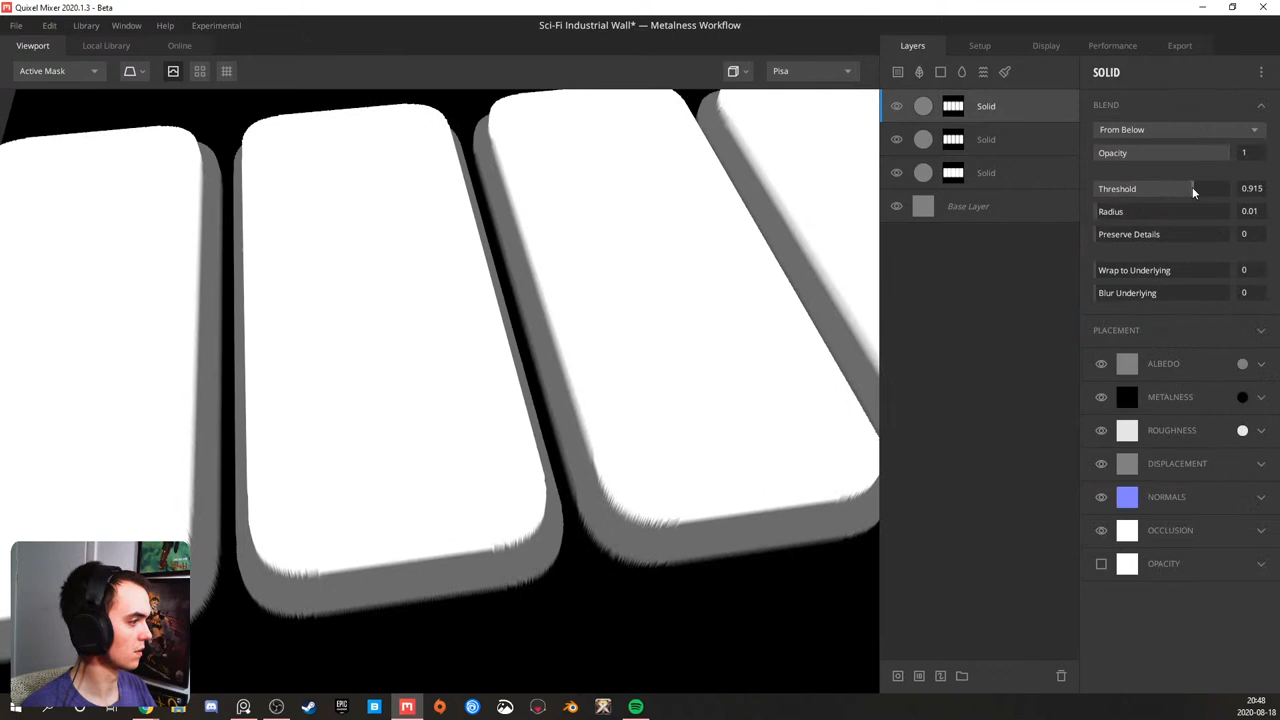 Quixel Mixer 2020.1.3 - Beta
File Edit Library Window Help Experimental
Sci-Fi Industrial Wall* — Metalness Workflow
Viewport Local Library Online
Layers Setup Display Performance Export
Active Mask
Pisa
SOLID
BLEND
From Below
Opacity 1
Threshold 0.915
Radius 0.01
Preserve Details 0
Wrap to Underlying 0
Blur Underlying 0
PLACEMENT
ALBEDO
METALNESS
ROUGHNESS
DISPLACEMENT
NORMALS
OCCLUSION
OPACITY
Solid
Solid
Solid
Base Layer
EPIC
20:48
2020-08-18